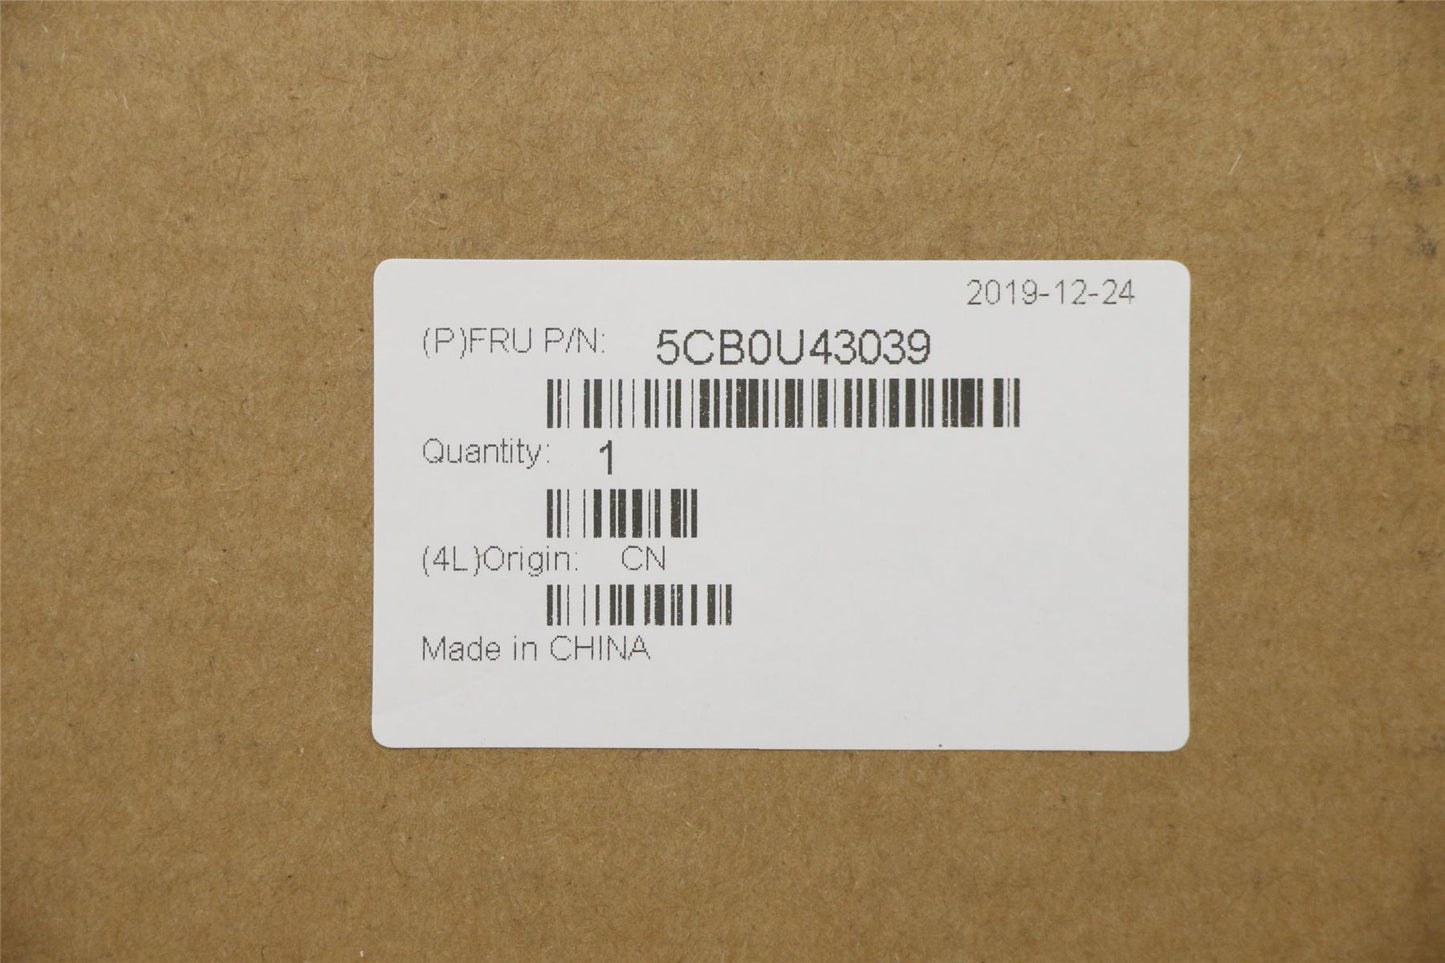 2019-12-24
(P)FRU P/N: 5CB0U43039
Quantity: 1
(4L)Origin: CN
Made in CHINA